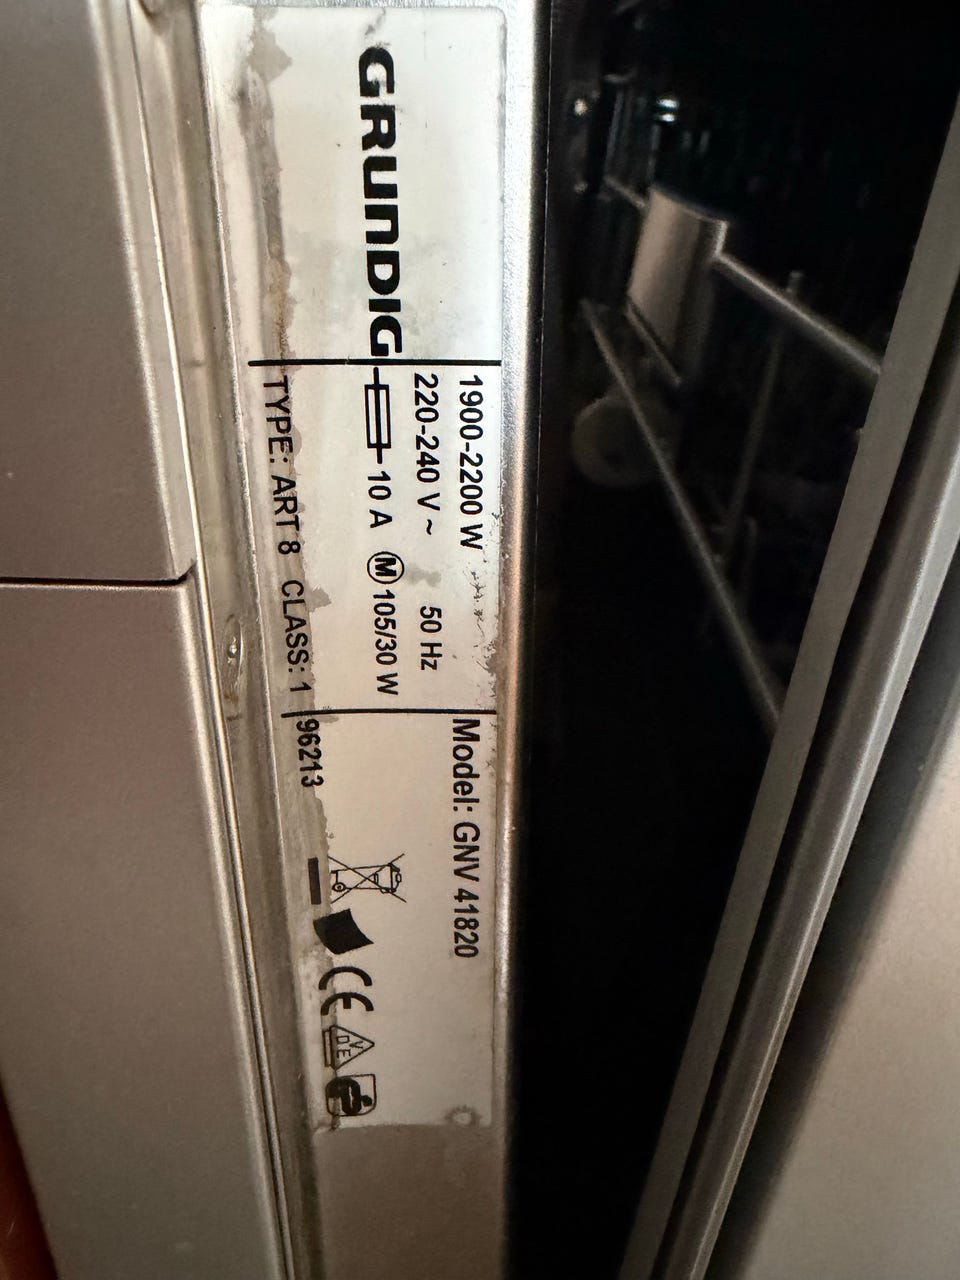 GRUNDIG
1900-2200 W
220-240 V ~ 50 Hz
10 A M 105/30 W
TYPE: ART 8 CLASS: 1
Model: GNV 41820
96213
CE
VDE